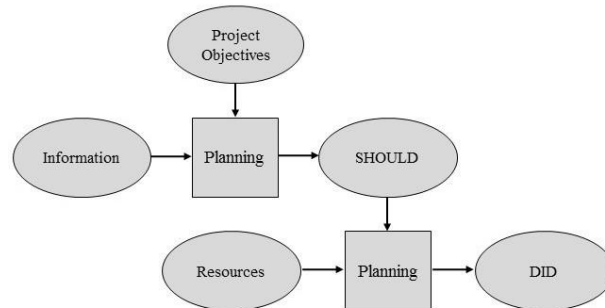 Project
Objectives
Information
Planning
SHOULD
Resources
Planning
DID